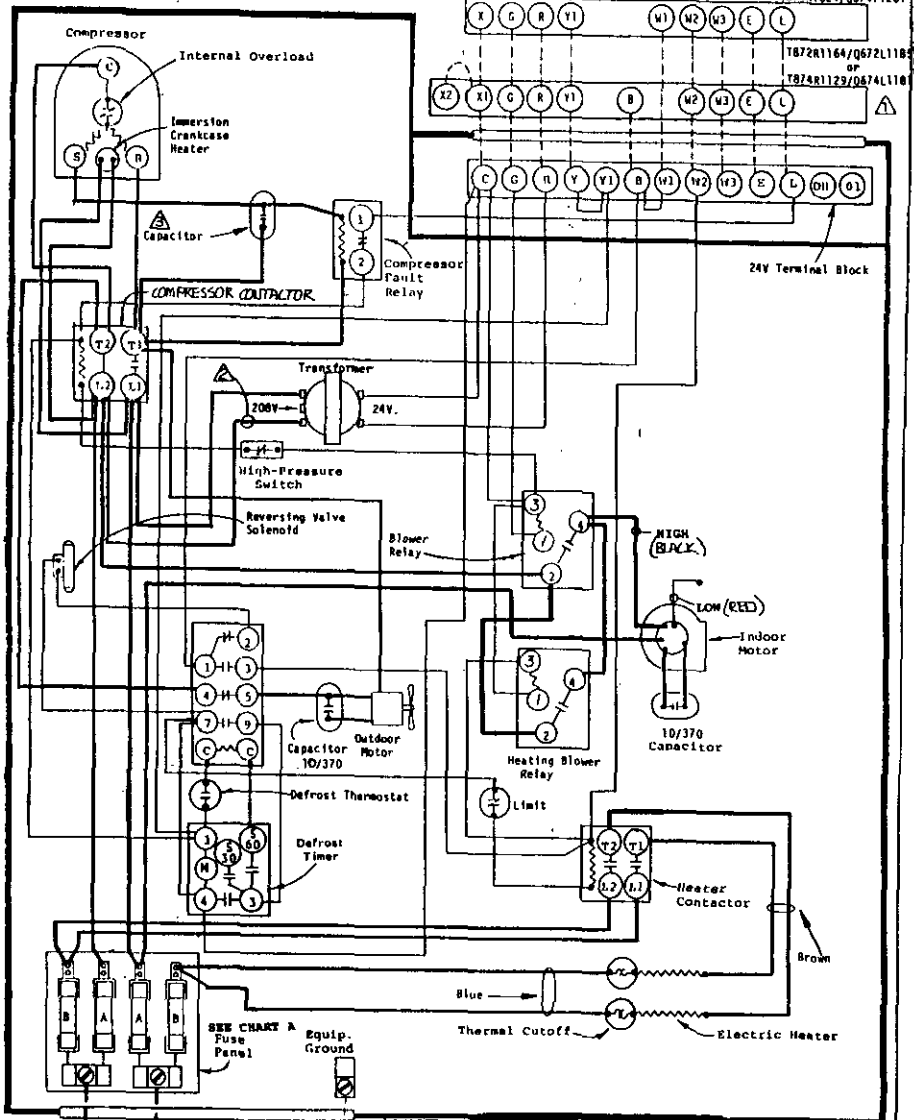 X G R Y1 W1 W2 W3 E L
T872R1164/Q672L1185
or
T874R1129/Q674L1181
X2 X1 G R Y1 B W2 W3 E L
1
Compressor
Internal Overload
C
Immersion
Crankcase
Heater
S R
C G R Y Y1 B W1 W2 W3 E L DH O1
24V Terminal Block
3
Capacitor
1
2
Compressor
Fault
Relay
COMPRESSOR CONTACTOR
T2 T1
L2 L1
2
Transformer
208V 24V.
High-Pressure
Switch
Reversing Valve
Solenoid
Blower
Relay
3
4
1
2
HIGH
(BLACK)
LOW (RED)
Indoor
Motor
10/370
Capacitor
3
4
1
2
Heating Blower
Relay
2
1 3
4 5
7 9
C C
Capacitor
10/370
Outdoor
Motor
Defrost Thermostat
Limit
3 S
30 S
60
M
4 3
Defrost
Timer
T2 T1
L2 L1
Heater
Contactor
Brown
Blue
Thermal Cutoff
Electric Heater
B A A B
SEE CHART A
Fuse
Panel
Equip.
Ground